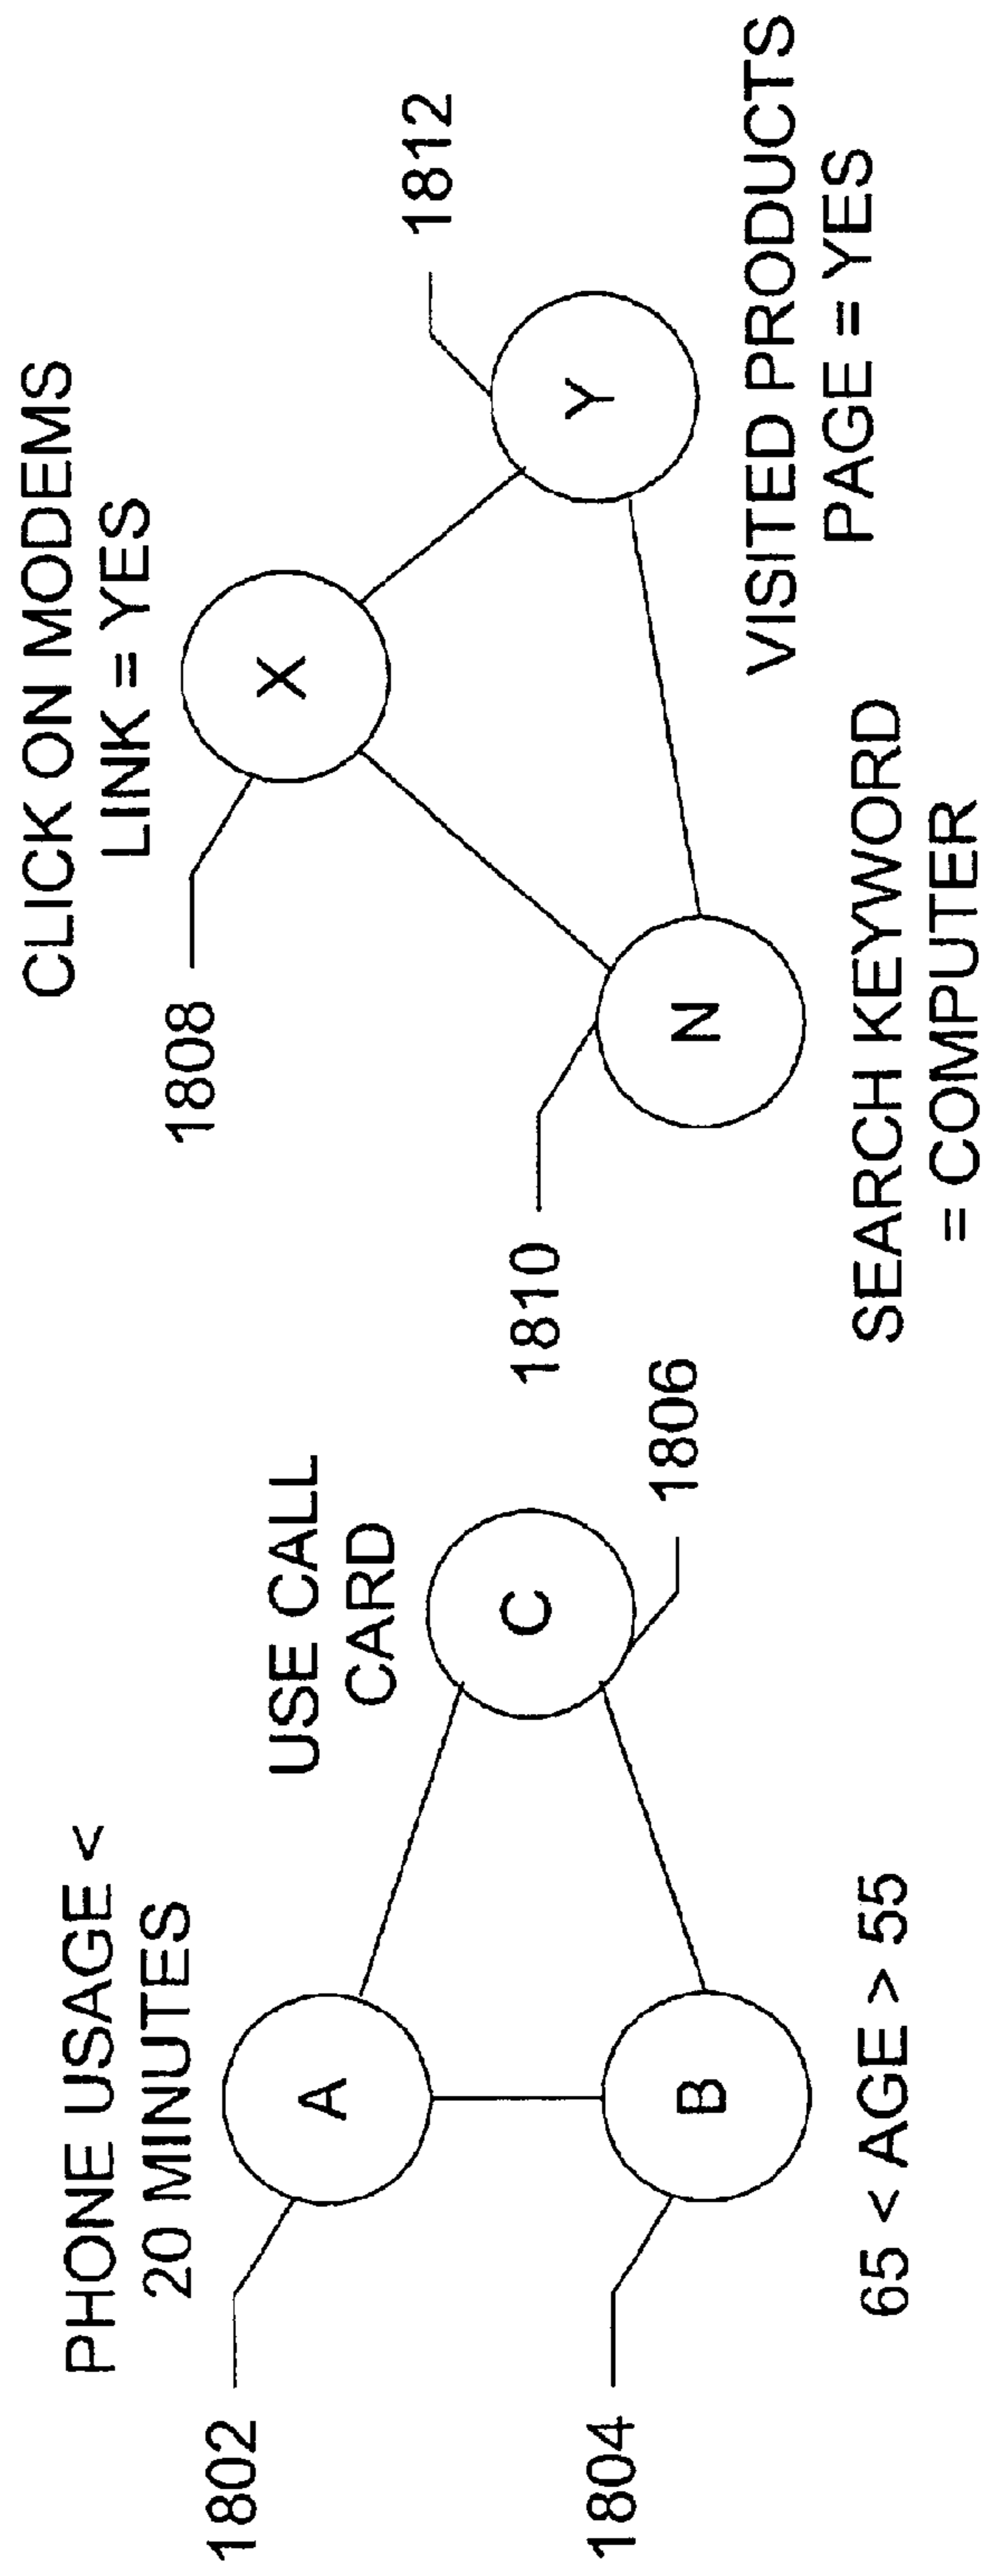 PHONE USAGE <
20 MINUTES
1802
A
USE CALL
CARD
C
1806
1804
B
65 < AGE > 55
CLICK ON MODEMS
LINK = YES
1808
X
1812
Y
1810
Z
VISITED PRODUCTS
PAGE = YES
SEARCH KEYWORD
= COMPUTER